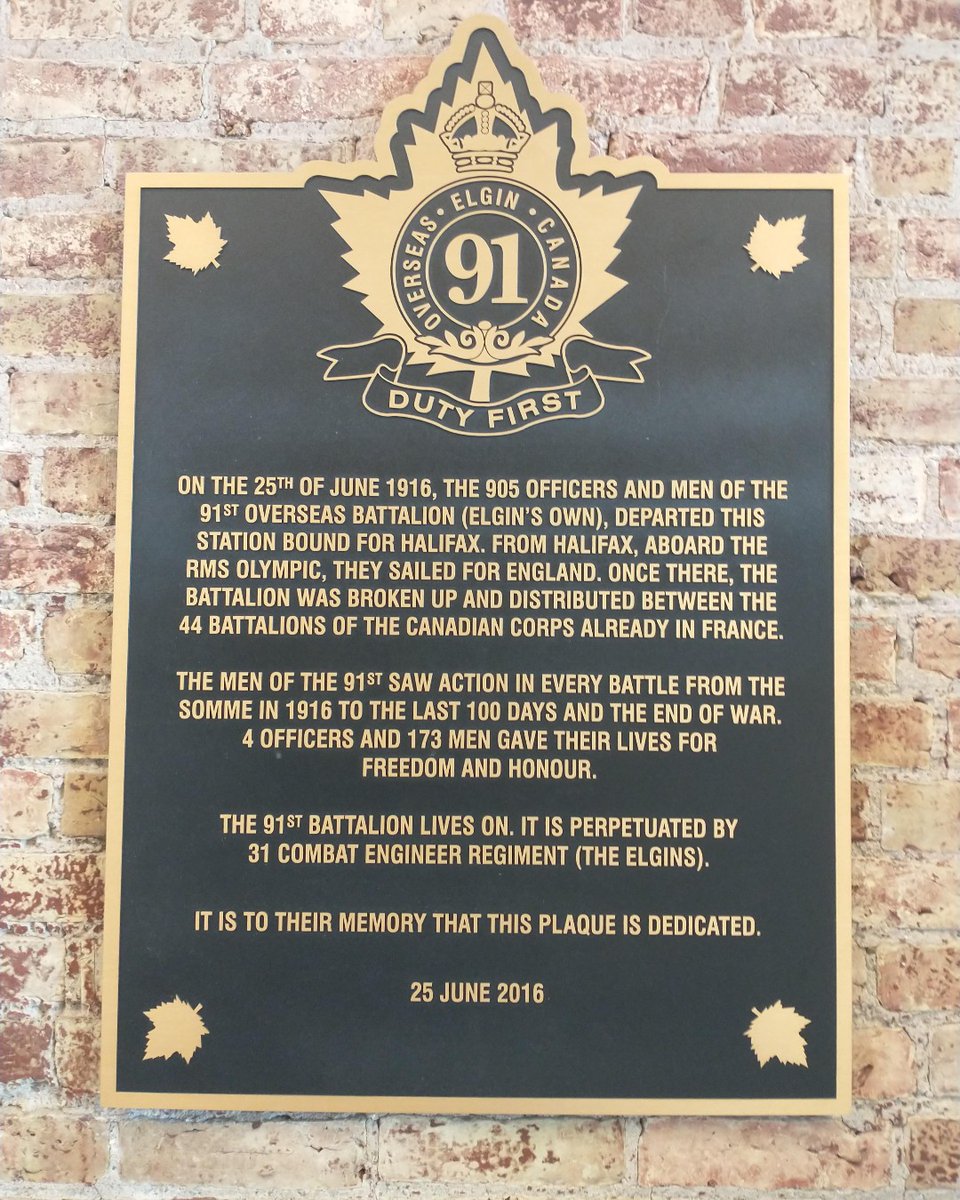 OVERSEAS · ELGIN · CANADA
91
DUTY FIRST
ON THE 25TH OF JUNE 1916, THE 905 OFFICERS AND MEN OF THE
91ST OVERSEAS BATTALION (ELGIN'S OWN), DEPARTED THIS
STATION BOUND FOR HALIFAX. FROM HALIFAX, ABOARD THE
RMS OLYMPIC, THEY SAILED FOR ENGLAND. ONCE THERE, THE
BATTALION WAS BROKEN UP AND DISTRIBUTED BETWEEN THE
44 BATTALIONS OF THE CANADIAN CORPS ALREADY IN FRANCE.
THE MEN OF THE 91ST SAW ACTION IN EVERY BATTLE FROM THE
SOMME IN 1916 TO THE LAST 100 DAYS AND THE END OF WAR.
4 OFFICERS AND 173 MEN GAVE THEIR LIVES FOR
FREEDOM AND HONOUR.
THE 91ST BATTALION LIVES ON. IT IS PERPETUATED BY
31 COMBAT ENGINEER REGIMENT (THE ELGINS).
IT IS TO THEIR MEMORY THAT THIS PLAQUE IS DEDICATED.
25 JUNE 2016